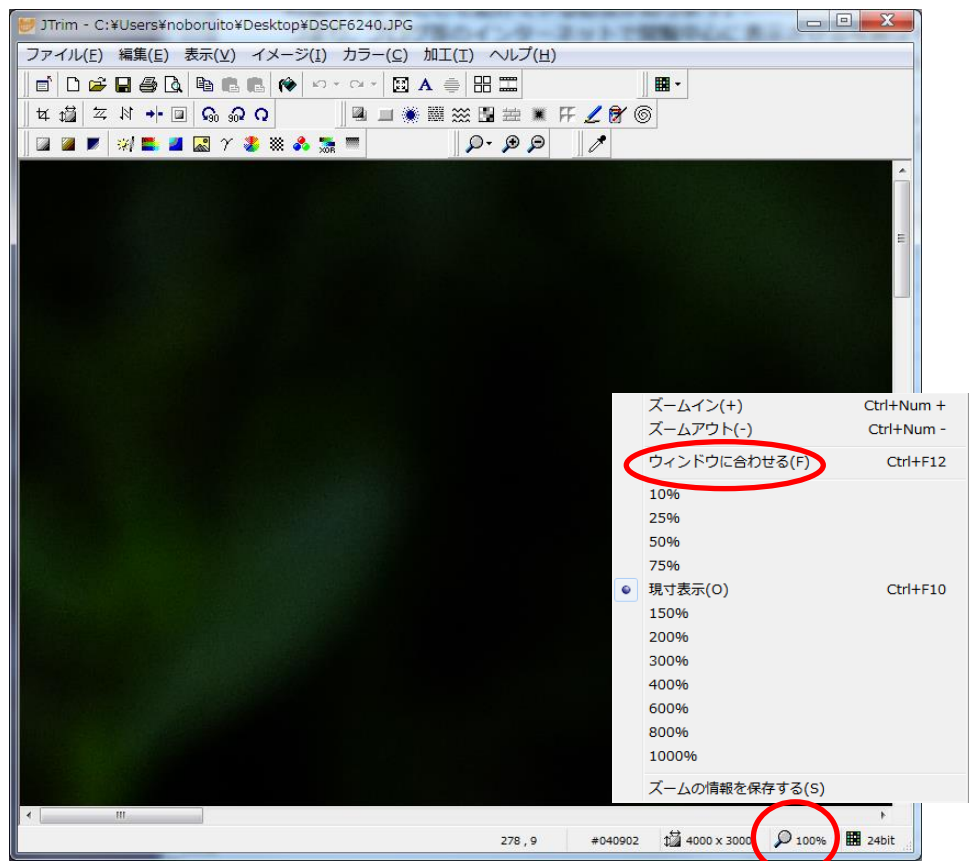 JTrim - C:¥Users¥noboruito¥Desktop¥DSCF6240.JPG
ファイル(F) 編集(E) 表示(V) イメージ(I) カラー(C) 加工(T) ヘルプ(H)
A
90 90
FF
γ XOR
ズームイン(+) Ctrl+Num +
ズームアウト(-) Ctrl+Num -
ウィンドウに合わせる(F) Ctrl+F12
10%
25%
50%
75%
現寸表示(O) Ctrl+F10
150%
200%
300%
400%
600%
800%
1000%
ズームの情報を保存する(S)
278 , 9 #040902 4000 x 3000 100% 24bit